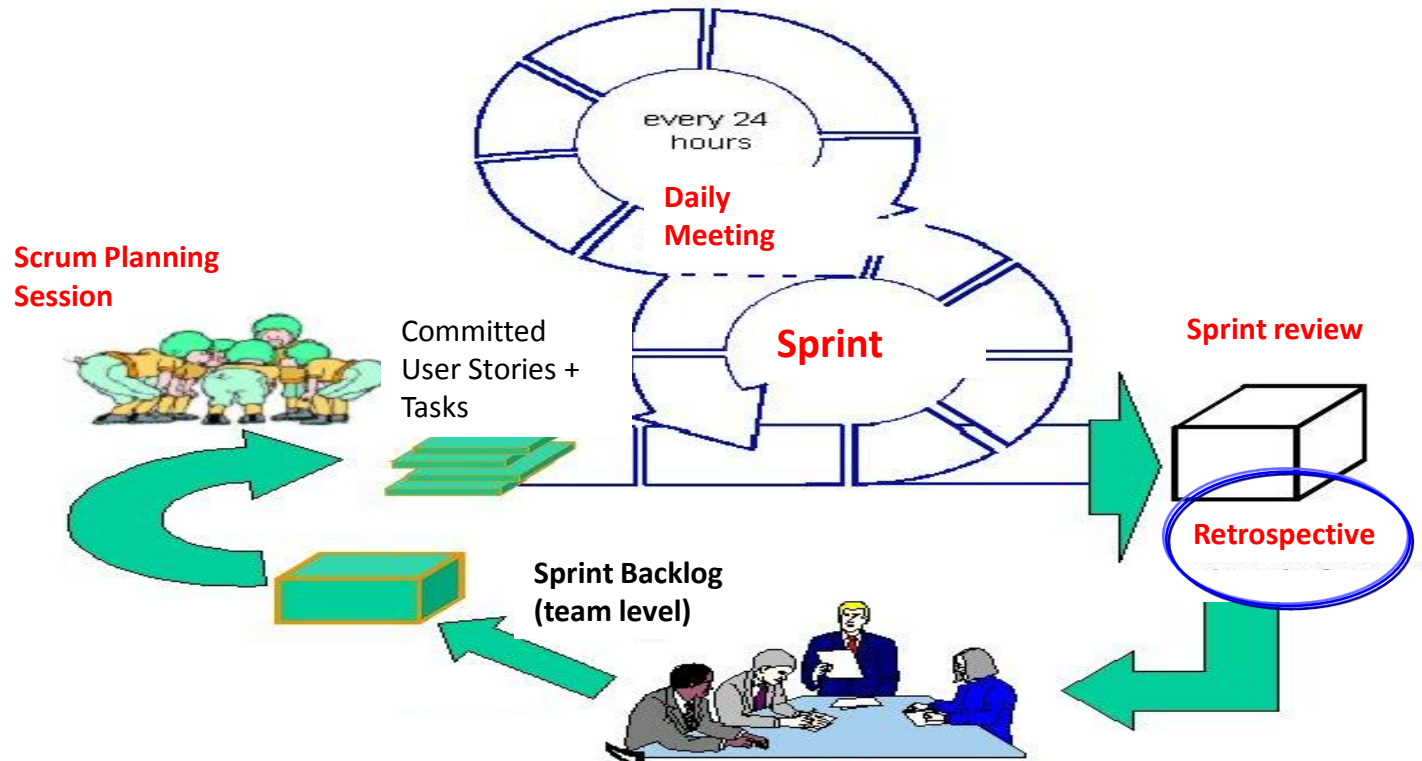 every 24
hours
Daily
Meeting
Scrum Planning
Session
Committed
User Stories +
Tasks
Sprint
Sprint review
Retrospective
Sprint Backlog
(team level)